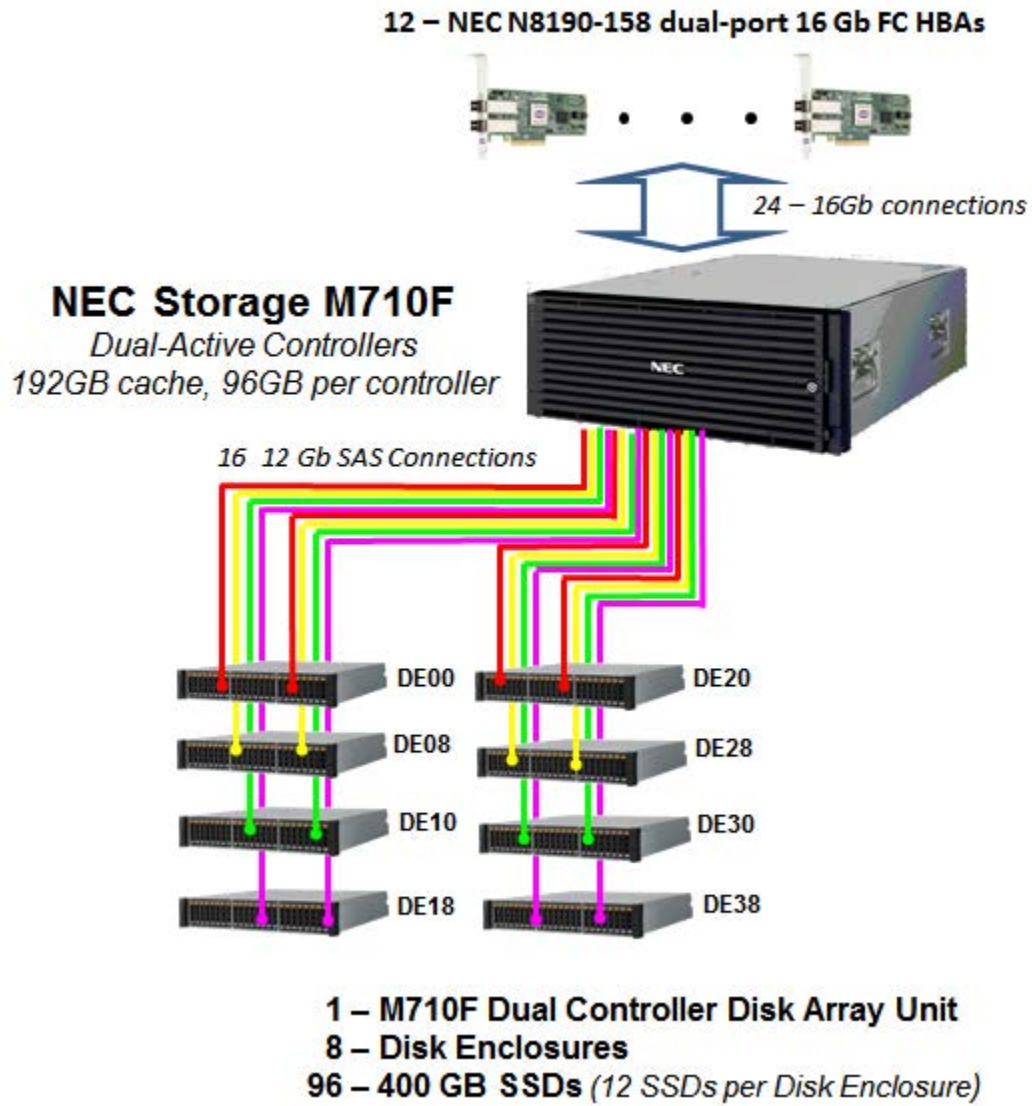 12 – NEC N8190-158 dual-port 16 Gb FC HBAs
24 – 16Gb connections
NEC Storage M710F
Dual-Active Controllers
192GB cache, 96GB per controller
NEC
16 12 Gb SAS Connections
DE00
DE20
DE08
DE28
DE10
DE30
DE18
DE38
1 – M710F Dual Controller Disk Array Unit
8 – Disk Enclosures
96 – 400 GB SSDs (12 SSDs per Disk Enclosure)